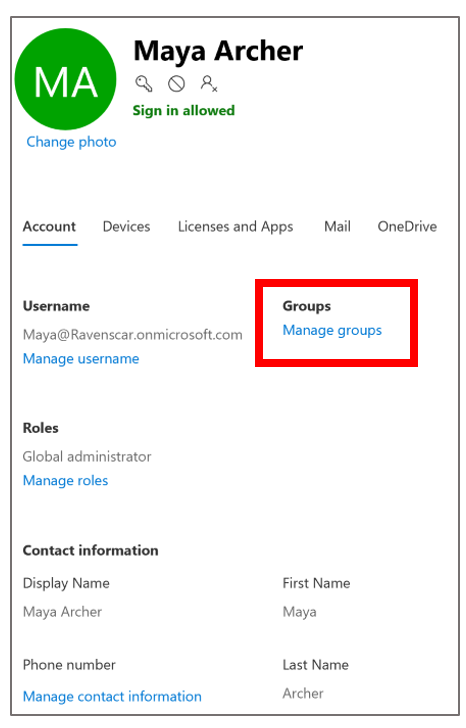 MA
Maya Archer
Sign in allowed
Change photo
Account Devices Licenses and Apps Mail OneDrive
Username
Maya@Ravenscar.onmicrosoft.com
Manage username
Groups
Manage groups
Roles
Global administrator
Manage roles
Contact information
Display Name
Maya Archer
First Name
Maya
Phone number
Manage contact information
Last Name
Archer